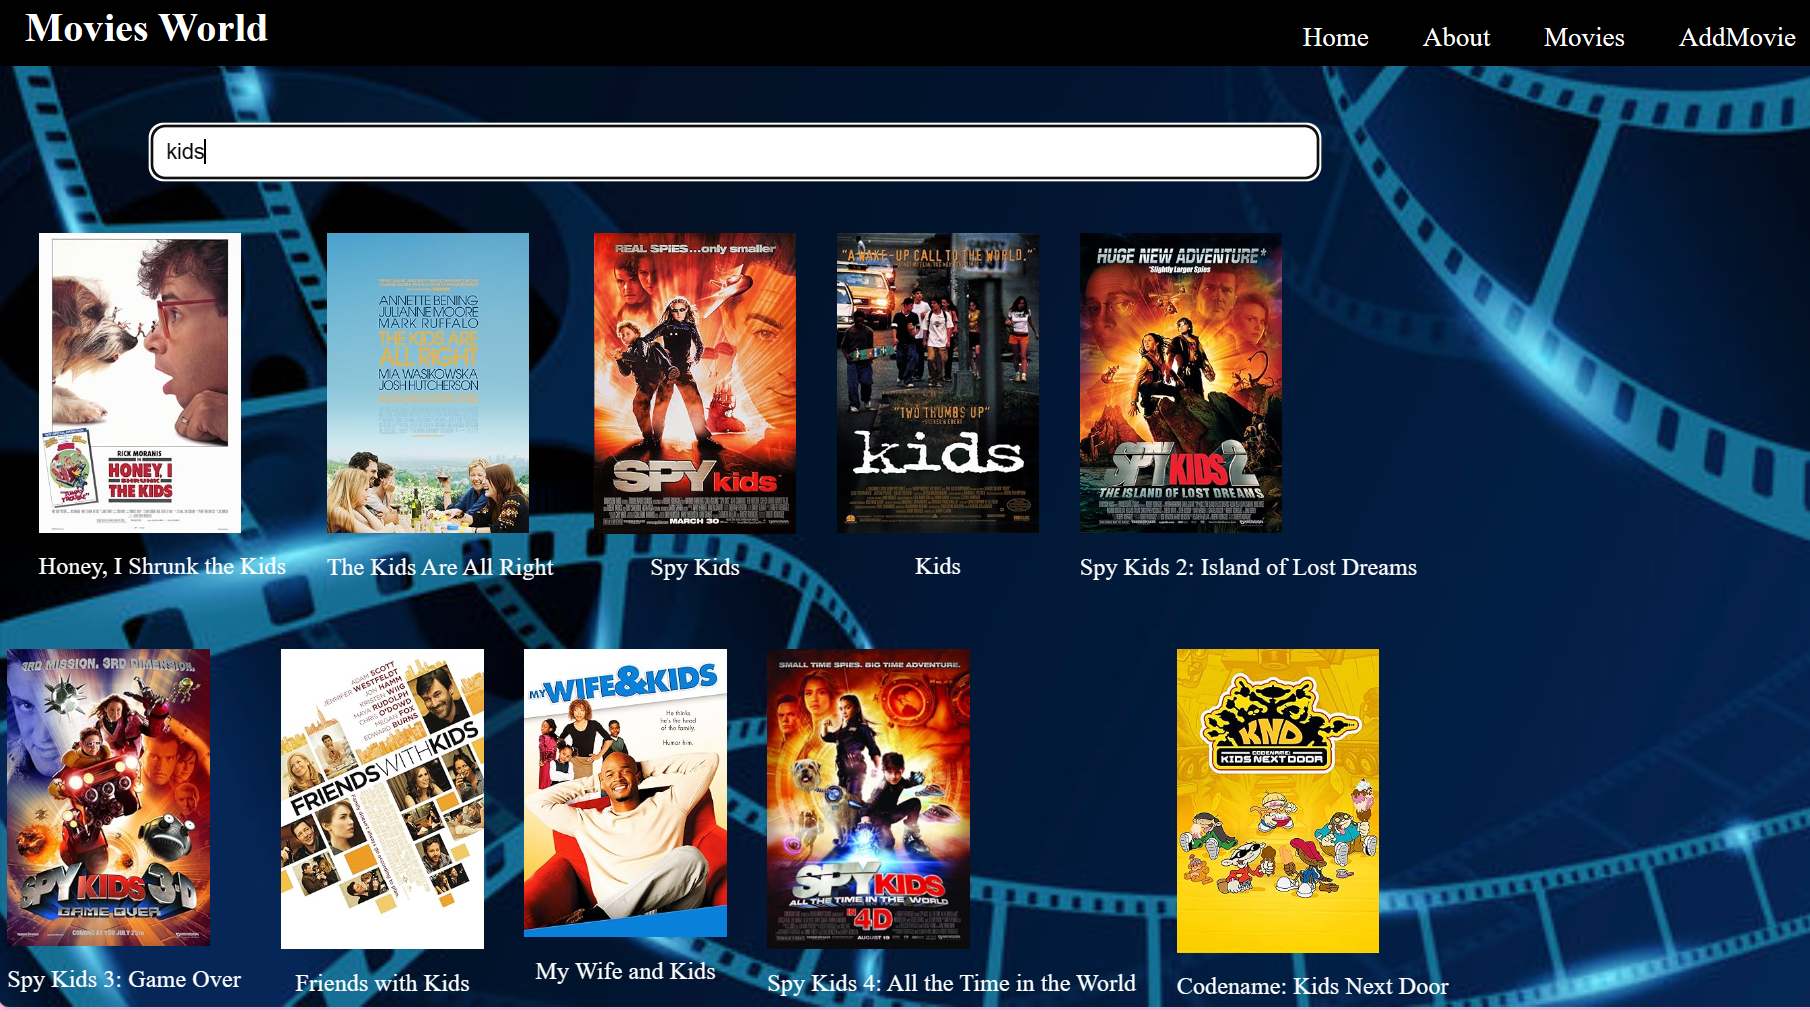 Movies World
Home
About
Movies
AddMovie
kids
RICK MORANIS
HONEY, I
SHRUNK
THE KIDS
ANNETTE BENING
JULIANNE MOORE
MARK RUFFALO
THE KIDS ARE
ALL RIGHT
MIA WASIKOWSKA
JOSH HUTCHERSON
REAL SPIES...only smaller
SPY kids
MARCH 30
"A WAKE-UP CALL TO THE WORLD."
"TWO THUMBS UP"
kids
HUGE NEW ADVENTURE*
*Slightly Larger Spies
SPY KIDS 2
THE ISLAND OF LOST DREAMS
Honey, I Shrunk the Kids
The Kids Are All Right
Spy Kids
Kids
Spy Kids 2: Island of Lost Dreams
3RD MISSION. 3RD DIMENSION.
SPY KIDS 3-D
GAME OVER
ADAM SCOTT
JENNIFER WESTFELDT
JON HAMM
KRISTEN WIIG
MAYA RUDOLPH
CHRIS O'DOWD
MEGAN FOX
EDWARD BURNS
FRIENDS WITH KIDS
MY WIFE & KIDS
He thinks
he's the head
of the family.
Humor him.
SMALL TIME SPIES. BIG TIME ADVENTURE.
SPY KIDS
ALL THE TIME IN THE WORLD
IN 4D
AUGUST 19
KND
CODENAME:
KIDS NEXT DOOR
Spy Kids 3: Game Over
Friends with Kids
My Wife and Kids
Spy Kids 4: All the Time in the World
Codename: Kids Next Door